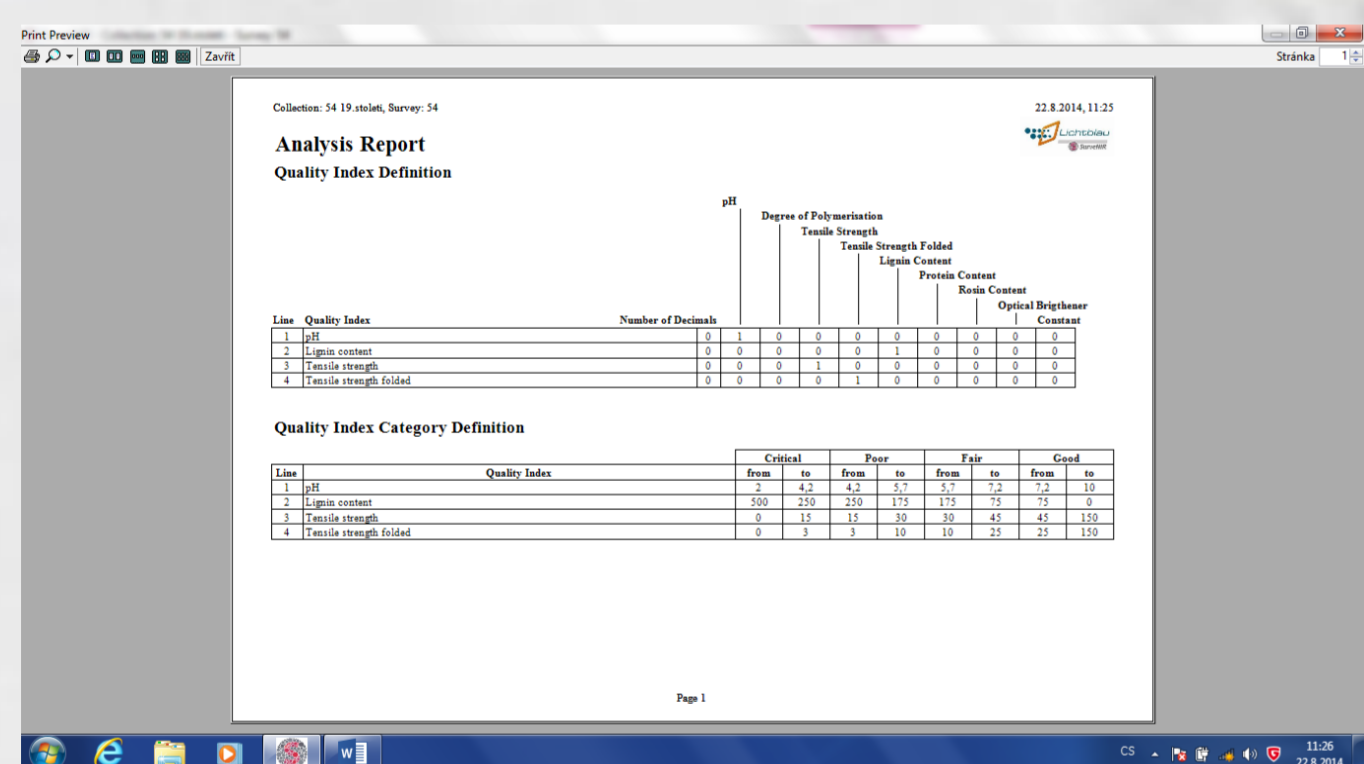 Print Preview
Zavřít
Stránka 1
Collection: 54 19.stoleti, Survey: 54
22.8.2014, 11:25
Lichtblau
SurveNIR
Analysis Report
Quality Index Definition
pH
Degree of Polymerisation
Tensile Strength
Tensile Strength Folded
Lignin Content
Protein Content
Rosin Content
Optical Brigthener
Line Quality Index Number of Decimals Constant
1 pH 0 1 0 0 0 0 0 0 0 0
2 Lignin content 0 0 0 0 0 1 0 0 0 0
3 Tensile strength 0 0 0 1 0 0 0 0 0 0
4 Tensile strength folded 0 0 0 0 1 0 0 0 0 0
Quality Index Category Definition
Critical Poor Fair Good
Line Quality Index from to from to from to from to
1 pH 2 4,2 4,2 5,7 5,7 7,2 7,2 10
2 Lignin content 500 250 250 175 175 75 75 0
3 Tensile strength 0 15 15 30 30 45 45 150
4 Tensile strength folded 0 3 3 10 10 25 25 150
Page 1
CS
11:26
22.8.2014